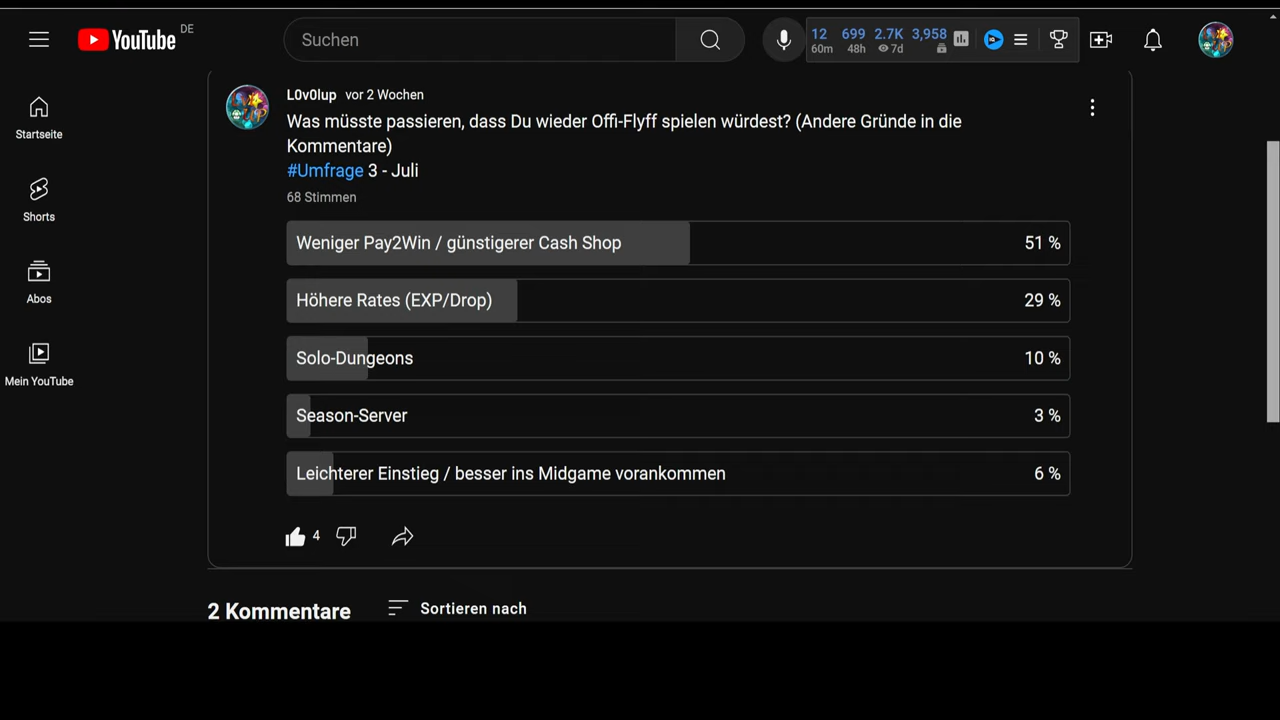 YouTube DE
Suchen
12 699 2.7K 3,958
60m 48h 7d
Startseite
Shorts
Abos
Mein YouTube
L0v0lup vor 2 Wochen
Was müsste passieren, dass Du wieder Offi-Flyff spielen würdest? (Andere Gründe in die
Kommentare)
#Umfrage 3 - Juli
68 Stimmen
Weniger Pay2Win / günstigerer Cash Shop 51 %
Höhere Rates (EXP/Drop) 29 %
Solo-Dungeons 10 %
Season-Server 3 %
Leichterer Einstieg / besser ins Midgame vorankommen 6 %
4
2 Kommentare Sortieren nach